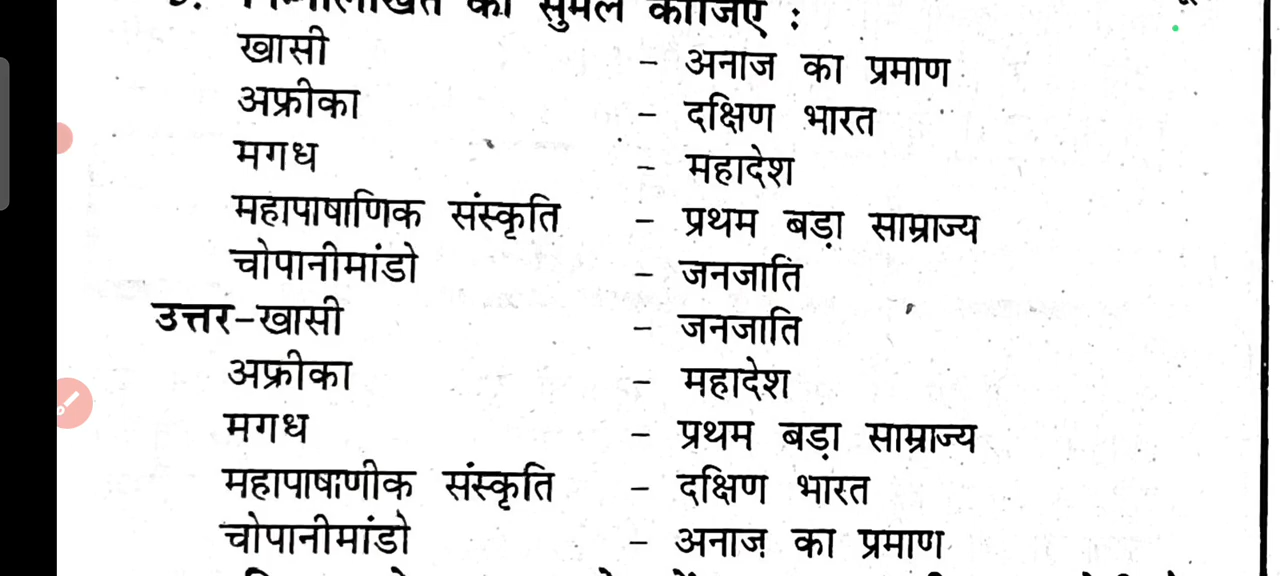 निम्नलिखित को सुमेल कीजिए :
खासी - अनाज का प्रमाण
अफ्रीका - दक्षिण भारत
मगध - महादेश
महापाषाणिक संस्कृति - प्रथम बड़ा साम्राज्य
चोपानीमांडो - जनजाति
उत्तर-खासी - जनजाति
अफ्रीका - महादेश
मगध - प्रथम बड़ा साम्राज्य
महापाषाणीक संस्कृति - दक्षिण भारत
चोपानीमांडो - अनाज़ का प्रमाण